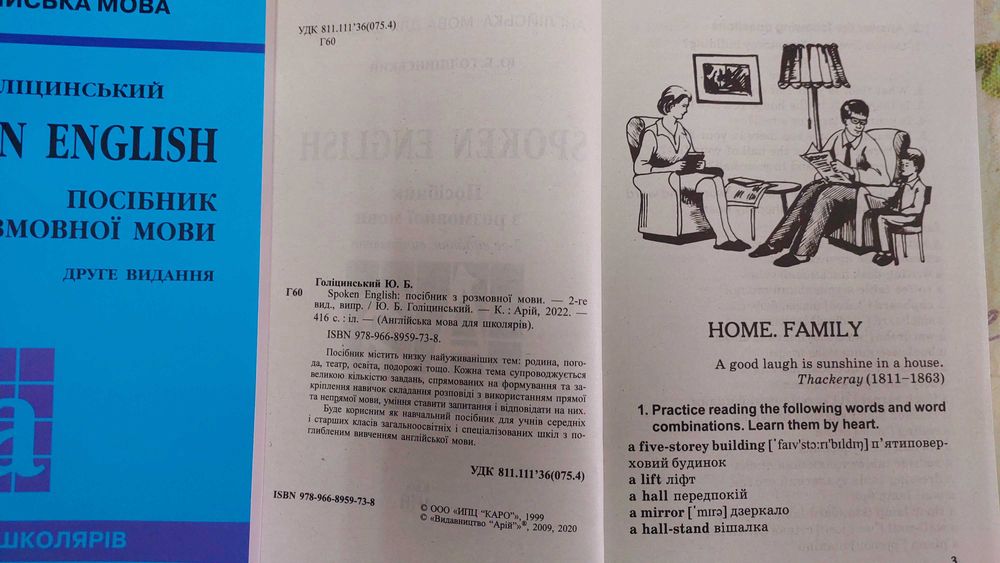 ЙСЬКА МОВА
ЛІЦИНСЬКИЙ
N ENGLISH
ПОСІБНИК
ЗМОВНОЇ МОВИ
ДРУГЕ ВИДАННЯ
а
ШКОЛЯРІВ
УДК 811.111’36(075.4)
Г60
Голіцинський Ю. Б.
Г60 Spoken English: посібник з розмовної мови. — 2-ге
вид., випр. / Ю. Б. Голіцинський. — К. : Арій, 2022. —
416 с. : іл. — (Англійська мова для школярів).
ISBN 978-966-8959-73-8.
Посібник містить низку найуживаніших тем: родина, пого-
да, театр, освіта, подорожі тощо. Кожна тема супроводжується
великою кількістю завдань, спрямованих на формування та за-
кріплення навичок складання розповіді з використанням прямої
та непрямої мови, уміння ставити запитання і відповідати на них.
Буде корисним як навчальний посібник для учнів середніх
і старших класів загальноосвітніх і спеціалізованих шкіл з по-
глибленим вивченням англійської мови.
УДК 811.111’36(075.4)
ISBN 978-966-8959-73-8
© ООО «ИПЦ “КАРО”, 1999
© «Видавництво “Арій”»®, 2009, 2020
HOME. FAMILY
A good laugh is sunshine in a house.
Thackeray (1811–1863)
1. Practice reading the following words and word
combinations. Learn them by heart.
a five-storey building [ˈfaɪvˈstɔ:rɪˈbɪldɪŋ] п’ятиповер-
ховий будинок
a lift ліфт
a hall передпокій
a mirror [ˈmɪrə] дзеркало
a hall-stand вішалка
3